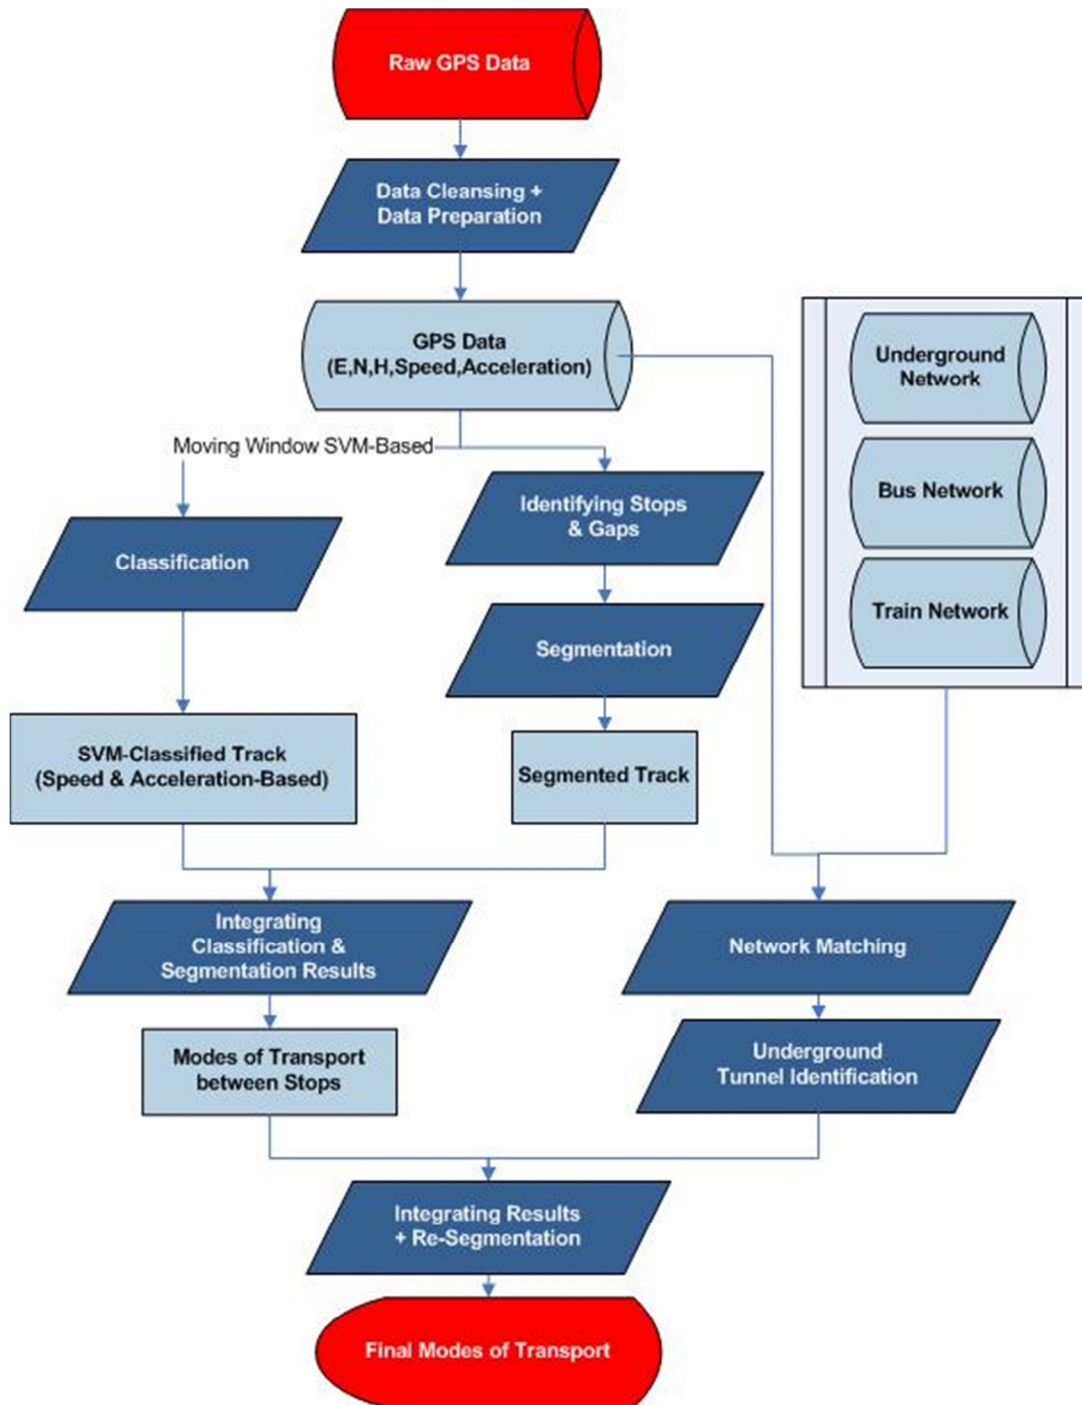 Raw GPS Data
Data Cleansing +
Data Preparation
GPS Data
(E,N,H,Speed,Acceleration)
Underground
Network
Bus Network
Train Network
Moving Window SVM-Based
Identifying Stops
& Gaps
Classification
Segmentation
SVM-Classified Track
(Speed & Acceleration-Based)
Segmented Track
Integrating
Classification &
Segmentation Results
Network Matching
Modes of Transport
between Stops
Underground
Tunnel Identification
Integrating Results
+ Re-Segmentation
Final Modes of Transport